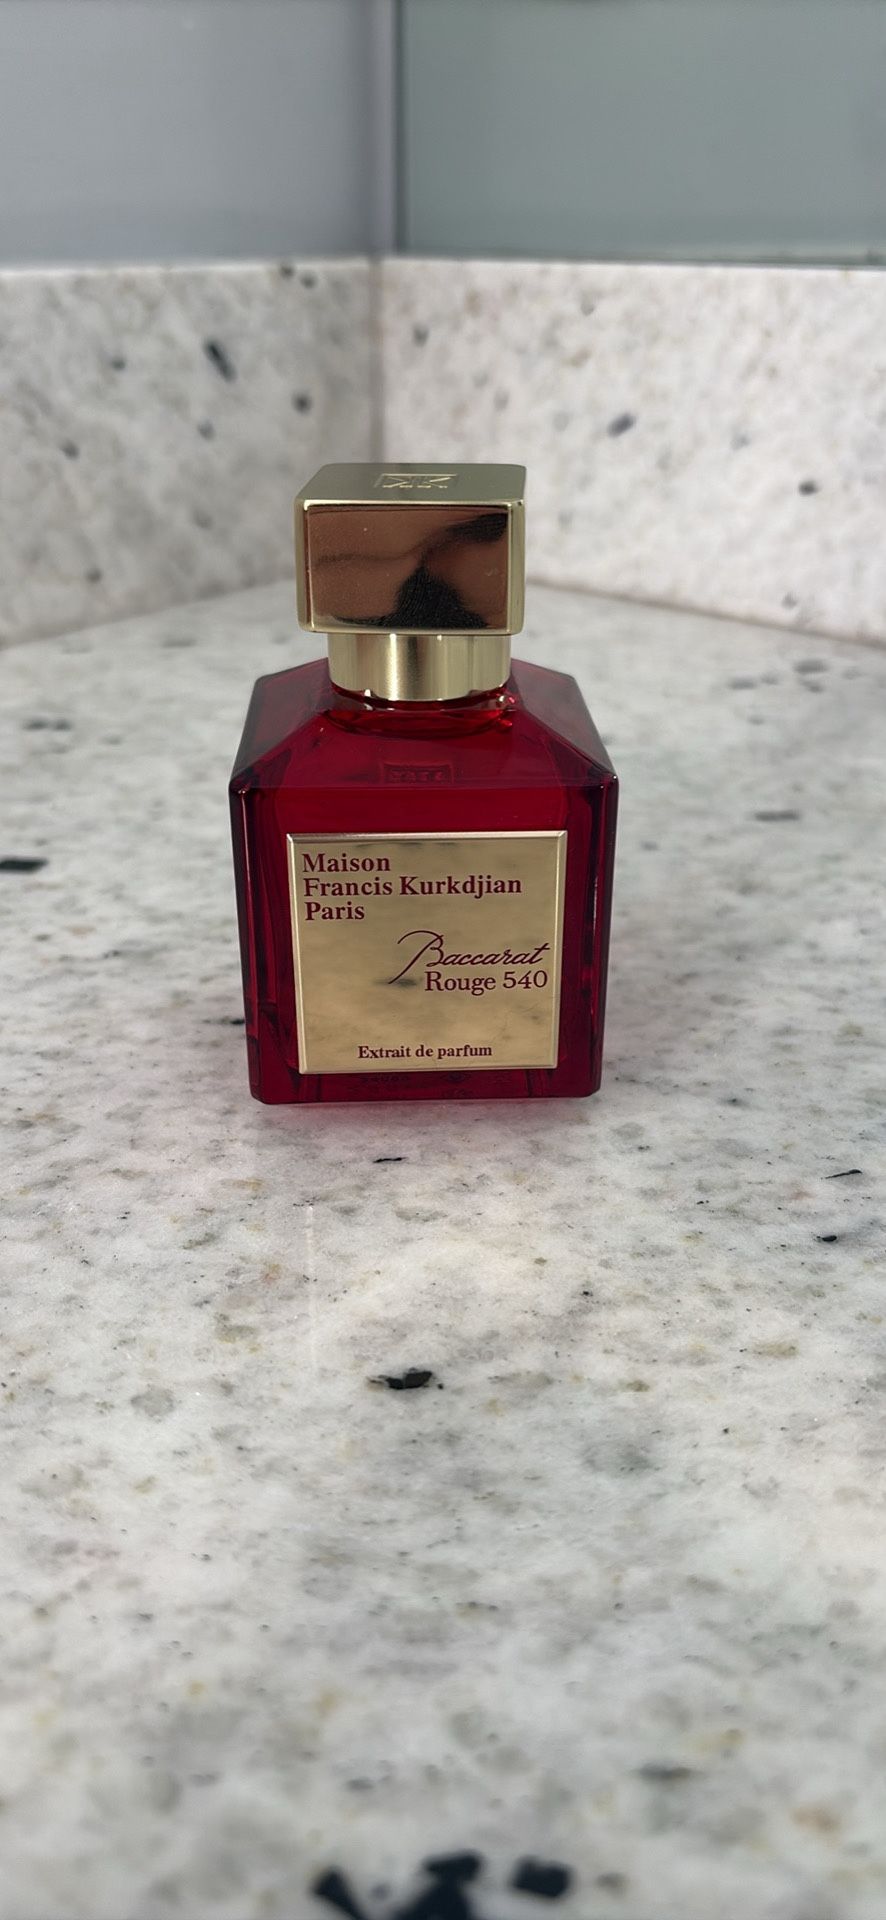 Maison
Francis Kurkdjian
Paris
Baccarat
Rouge 540
Extrait de parfum